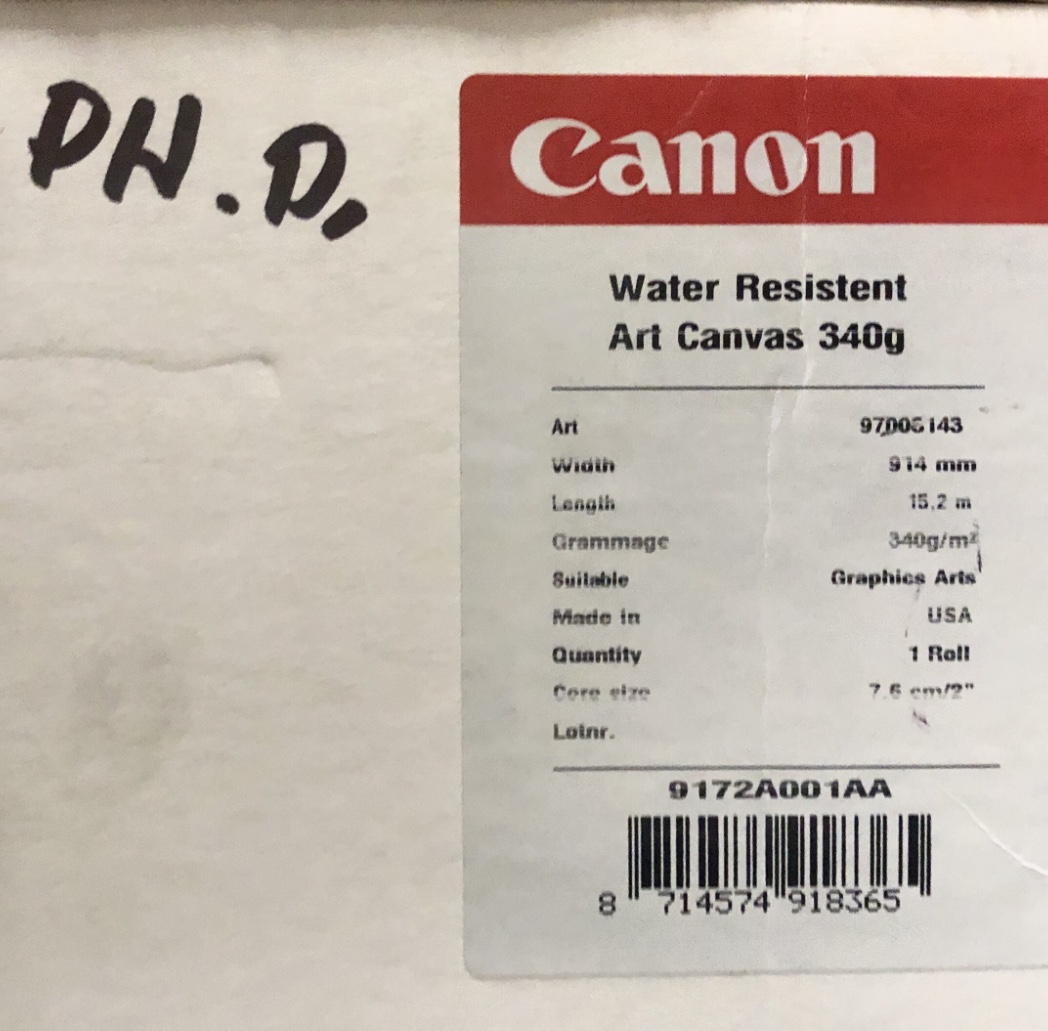 PH.D.
Canon
Water Resistent
Art Canvas 340g
Art 97005143
Width 914 mm
Length 15.2 m
Grammage 340g/m²
Suitable Graphics Arts
Made in USA
Quantity 1 Roll
Core size 7.6 cm/2"
Lotnr.
9172A001AA
8 714574 918365